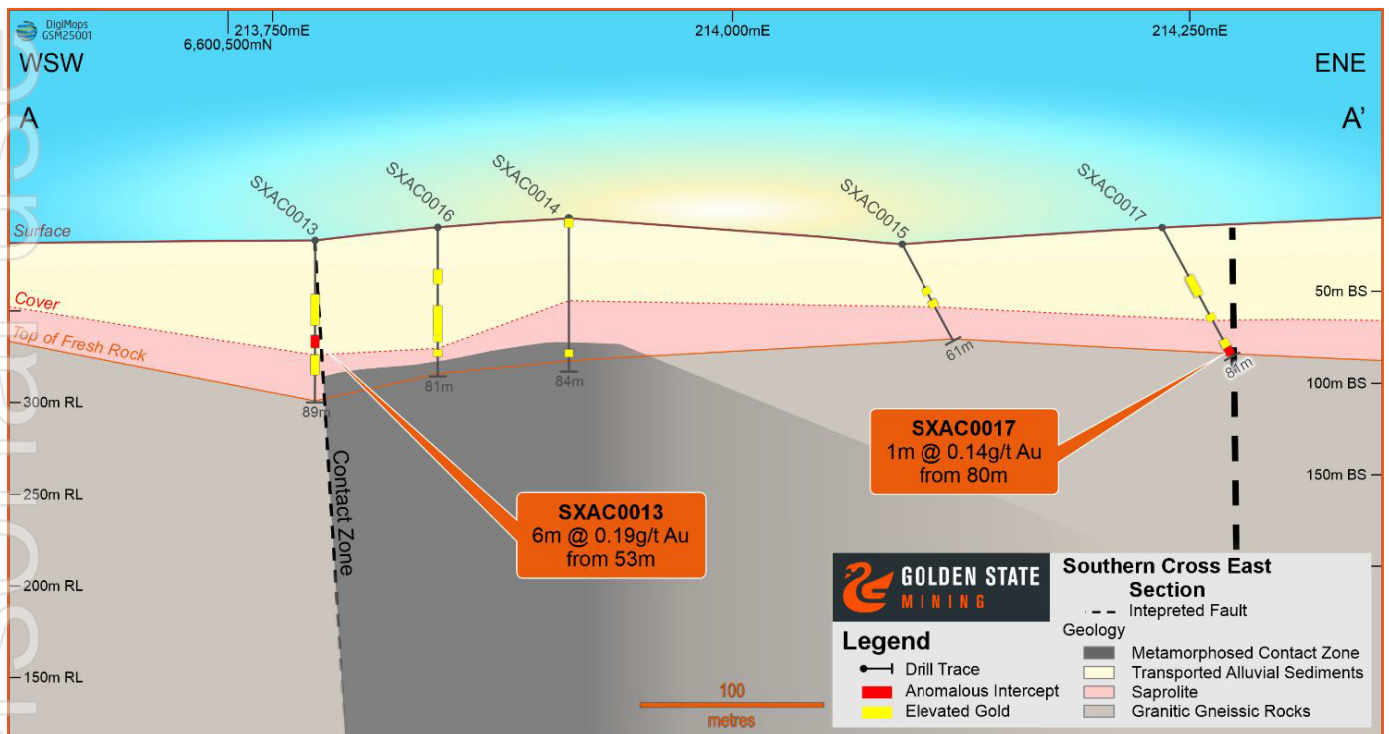 DigiMaps
GSM25001
213,750mE
6,600,500mN
214,000mE
214,250mE
WSW
ENE
A
A'
SXAC0013
SXAC0016
SXAC0014
SXAC0015
SXAC0017
Surface
Cover
Top of Fresh Rock
50m BS
100m BS
150m BS
300m RL
250m RL
200m RL
150m RL
89m
81m
84m
61m
81m
Contact Zone
SXAC0013
6m @ 0.19g/t Au
from 53m
SXAC0017
1m @ 0.14g/t Au
from 80m
100
metres
GOLDEN STATE
MINING
Legend
Drill Trace
Anomalous Intercept
Elevated Gold
Southern Cross East
Section
Intepreted Fault
Geology
Metamorphosed Contact Zone
Transported Alluvial Sediments
Saprolite
Granitic Gneissic Rocks